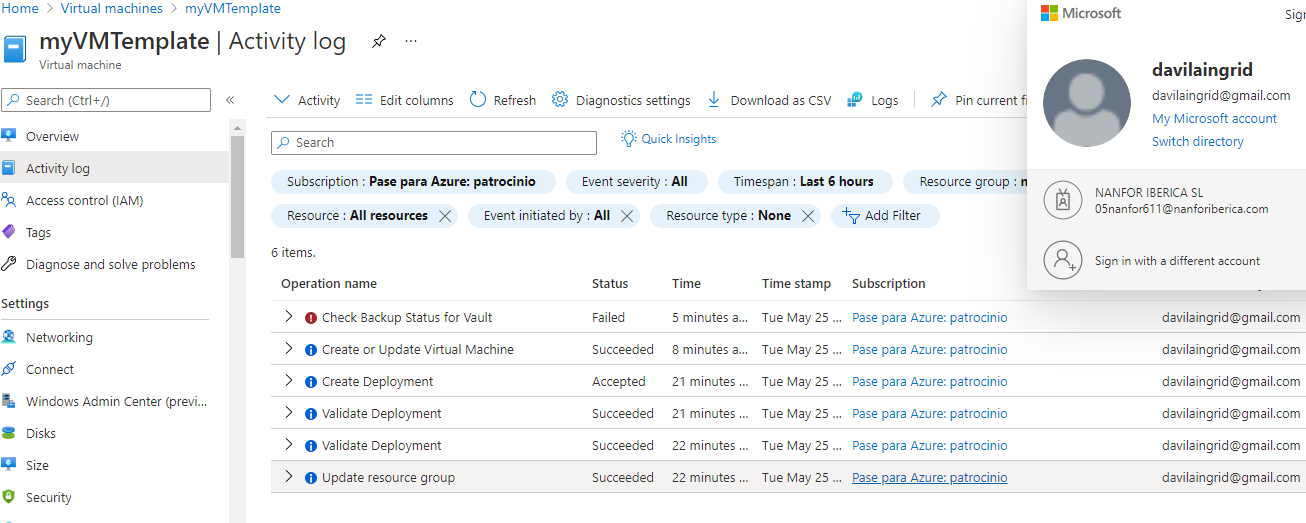 Home > Virtual machines > myVMTemplate
myVMTemplate | Activity log
Virtual machine
Search (Ctrl+/)
Overview
Activity log
Access control (IAM)
Tags
Diagnose and solve problems
Settings
Networking
Connect
Windows Admin Center (previ...
Disks
Size
Security
Activity Edit columns Refresh Diagnostics settings Download as CSV Logs Pin current fi
Search Quick Insights
Subscription : Pase para Azure: patrocinio Event severity : All Timespan : Last 6 hours Resource group :
Resource : All resources Event initiated by : All Resource type : None Add Filter
6 items.
Operation name Status Time Time stamp Subscription
Check Backup Status for Vault Failed 5 minutes a... Tue May 25 ... Pase para Azure: patrocinio davilaingrid@gmail.com
Create or Update Virtual Machine Succeeded 8 minutes a... Tue May 25 ... Pase para Azure: patrocinio davilaingrid@gmail.com
Create Deployment Accepted 21 minutes ... Tue May 25 ... Pase para Azure: patrocinio davilaingrid@gmail.com
Validate Deployment Succeeded 21 minutes ... Tue May 25 ... Pase para Azure: patrocinio davilaingrid@gmail.com
Validate Deployment Succeeded 22 minutes ... Tue May 25 ... Pase para Azure: patrocinio davilaingrid@gmail.com
Update resource group Succeeded 22 minutes ... Tue May 25 ... Pase para Azure: patrocinio davilaingrid@gmail.com
Microsoft Sign
davilaingrid
davilaingrid@gmail.com
My Microsoft account
Switch directory
NANFOR IBERICA SL
05nanfor611@nanforiberica.com
Sign in with a different account